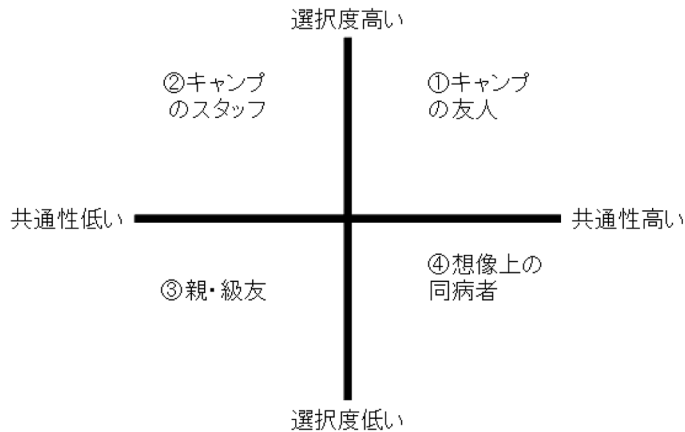 選択度高い
②キャンプ
のスタッフ
①キャンプ
の友人
共通性低い
共通性高い
③親・級友
④想像上の
同病者
選択度低い